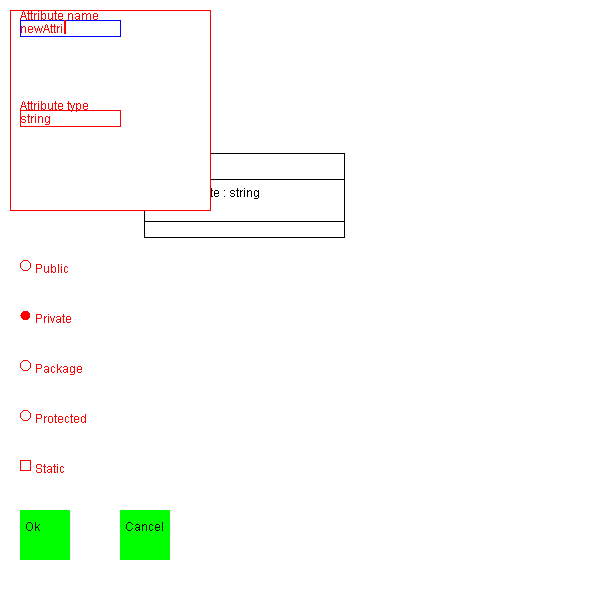 Attribute name
newAttri
Attribute type
string
te : string
Public
Private
Package
Protected
Static
Ok
Cancel